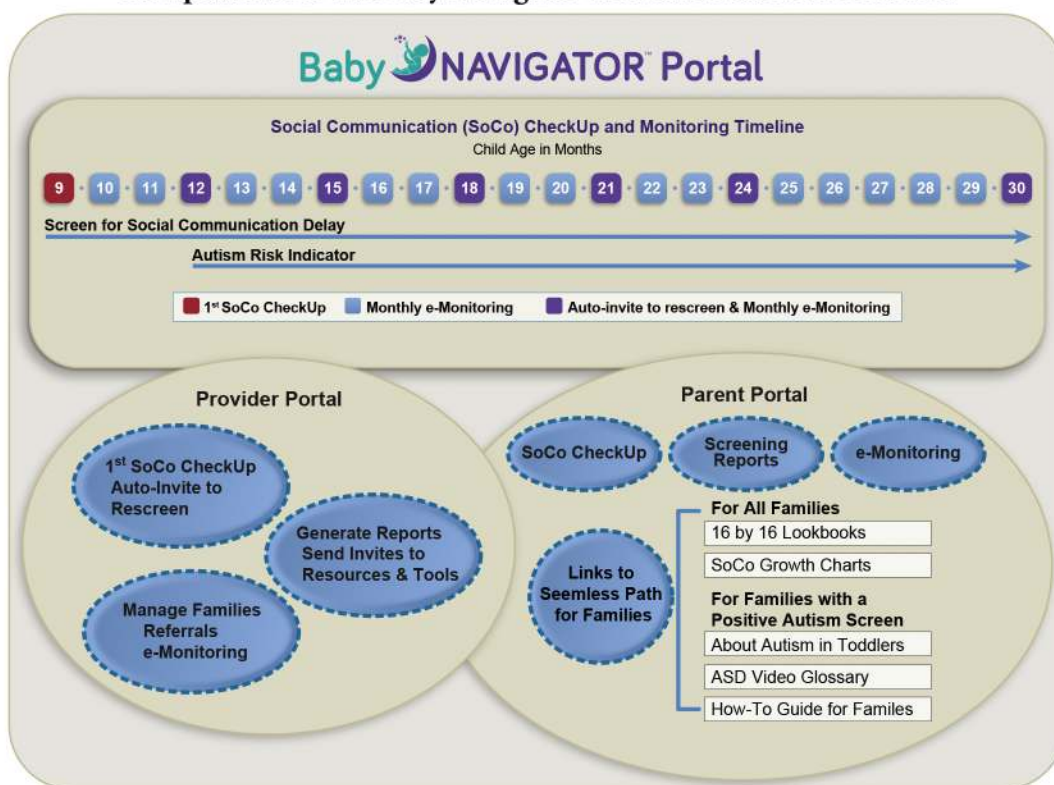 Baby NAVIGATOR™ Portal
Social Communication (SoCo) CheckUp and Monitoring Timeline
Child Age in Months
9 10 11 12 13 14 15 16 17 18 19 20 21 22 23 24 25 26 27 28 29 30
Screen for Social Communication Delay
Autism Risk Indicator
1st SoCo CheckUp
Monthly e-Monitoring
Auto-invite to rescreen & Monthly e-Monitoring
Provider Portal
1st SoCo CheckUp
Auto-Invite to
Rescreen
Generate Reports
Send Invites to
Resources & Tools
Manage Families
Referrals
e-Monitoring
Parent Portal
SoCo CheckUp
Screening
Reports
e-Monitoring
Links to
Seemless Path
for Families
For All Families
16 by 16 Lookbooks
SoCo Growth Charts
For Families with a
Positive Autism Screen
About Autism in Toddlers
ASD Video Glossary
How-To Guide for Familes